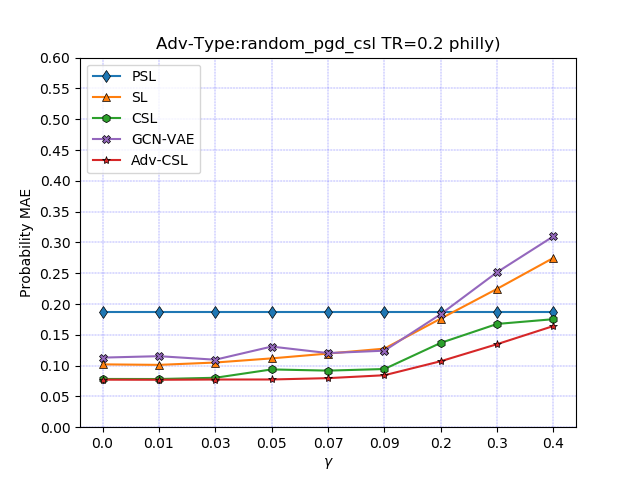 Adv-Type:random_pgd_csl TR=0.2 philly)
0.60
0.55
0.50
0.45
0.40
0.35
0.30
0.25
0.20
0.15
0.10
0.05
0.00
Probability MAE
PSL
SL
CSL
GCN-VAE
Adv-CSL
0.0 0.01 0.03 0.05 0.07 0.09 0.2 0.3 0.4
γ